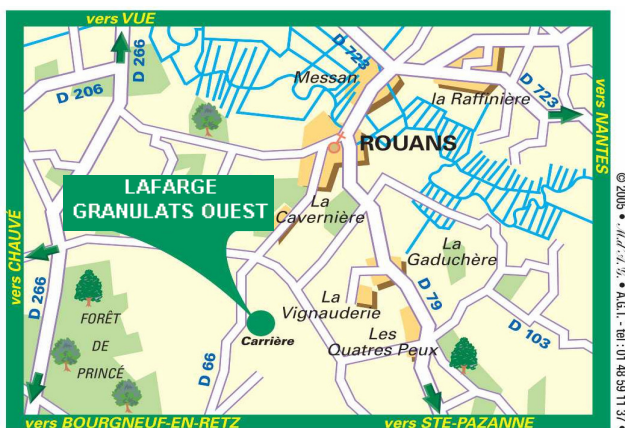 vers VUE
D 266
D 723
Messan
D 206
la Raffinière
D 723
vers NANTES
ROUANS
LAFARGE
GRANULATS OUEST
La
Cavernière
La
Gaduchère
vers CHAUVÉ
D 266
D 79
La
Vignauderie
FORÊT
DE
PRINCÉ
Carrière
Les
Quatres Peux
D 103
D 66
vers BOURGNEUF-EN-RETZ
vers STE-PAZANNE
© 2005 • • A.G.I. - tél : 01 46 69 11 37 •